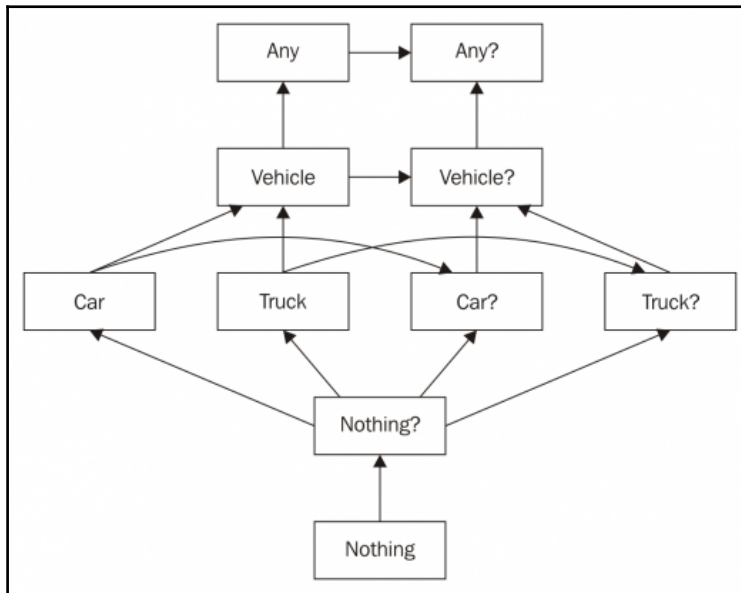 Any
Any?
Vehicle
Vehicle?
Car
Truck
Car?
Truck?
Nothing?
Nothing